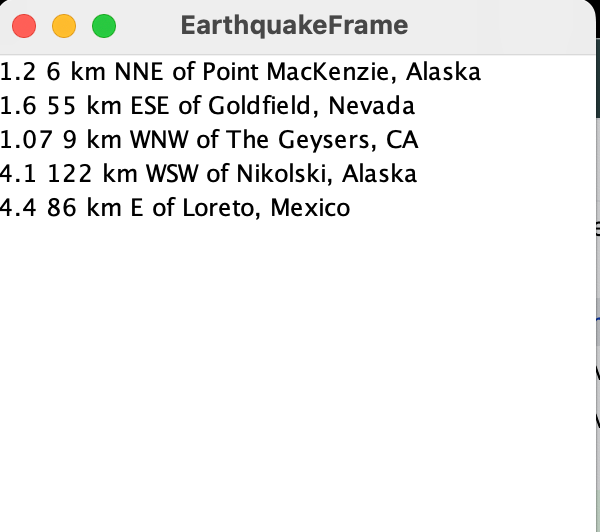 EarthquakeFrame
1.2 6 km NNE of Point MacKenzie, Alaska
1.6 55 km ESE of Goldfield, Nevada
1.07 9 km WNW of The Geysers, CA
4.1 122 km WSW of Nikolski, Alaska
4.4 86 km E of Loreto, Mexico